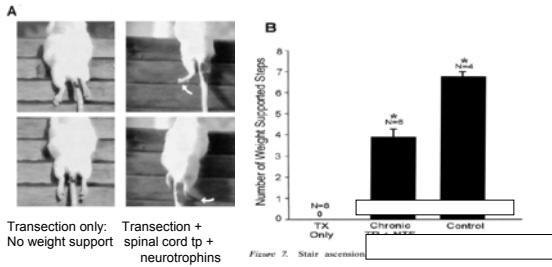 A
Transection only:
No weight support
Transection +
spinal cord tp +
neurotrophins
B
Number of Weight Supported Steps
8
7
6
5
4
3
2
1
0
N=6
0
*
N=6
*
N=4
TX
Only
Chronic
Control
Figure 7. Stair ascension